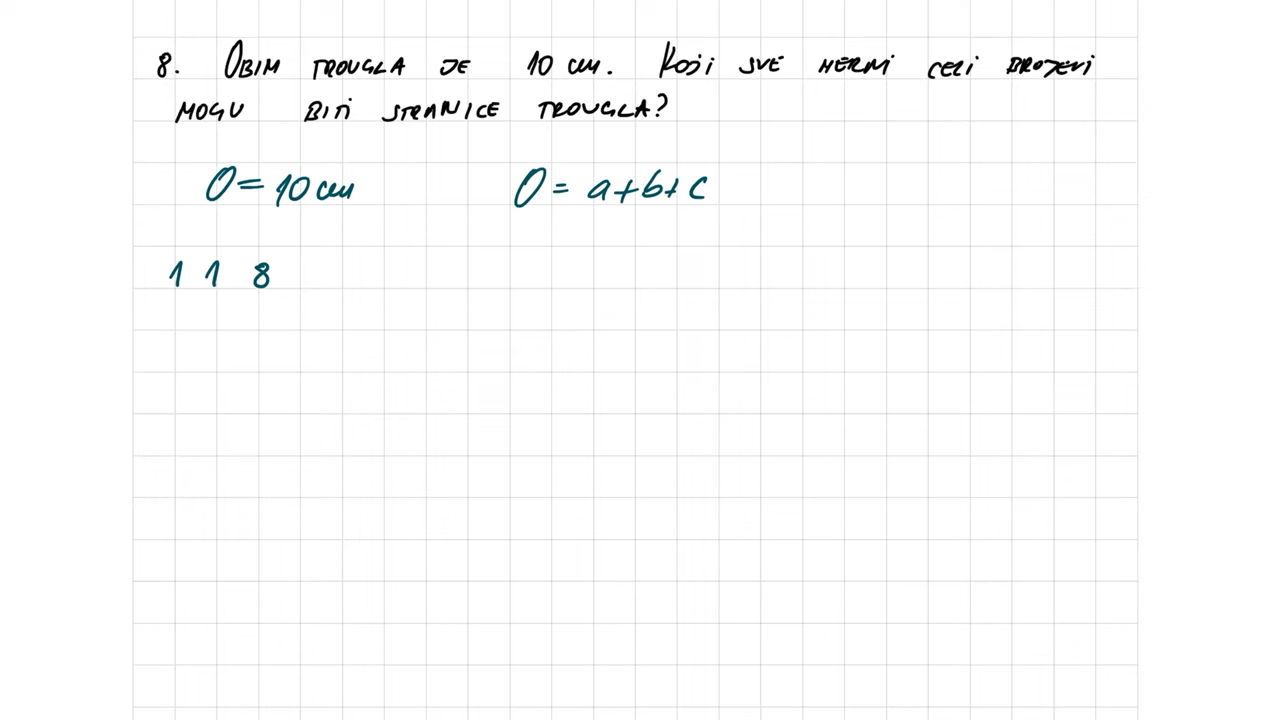 8. OBIM TROUGLA JE 10 cm. KOJI SVE MERNI CELI BROJEVI
MOGU BITI STRANICE TROUGLA?
O = 10 cm O = a + b + c
1 1 8